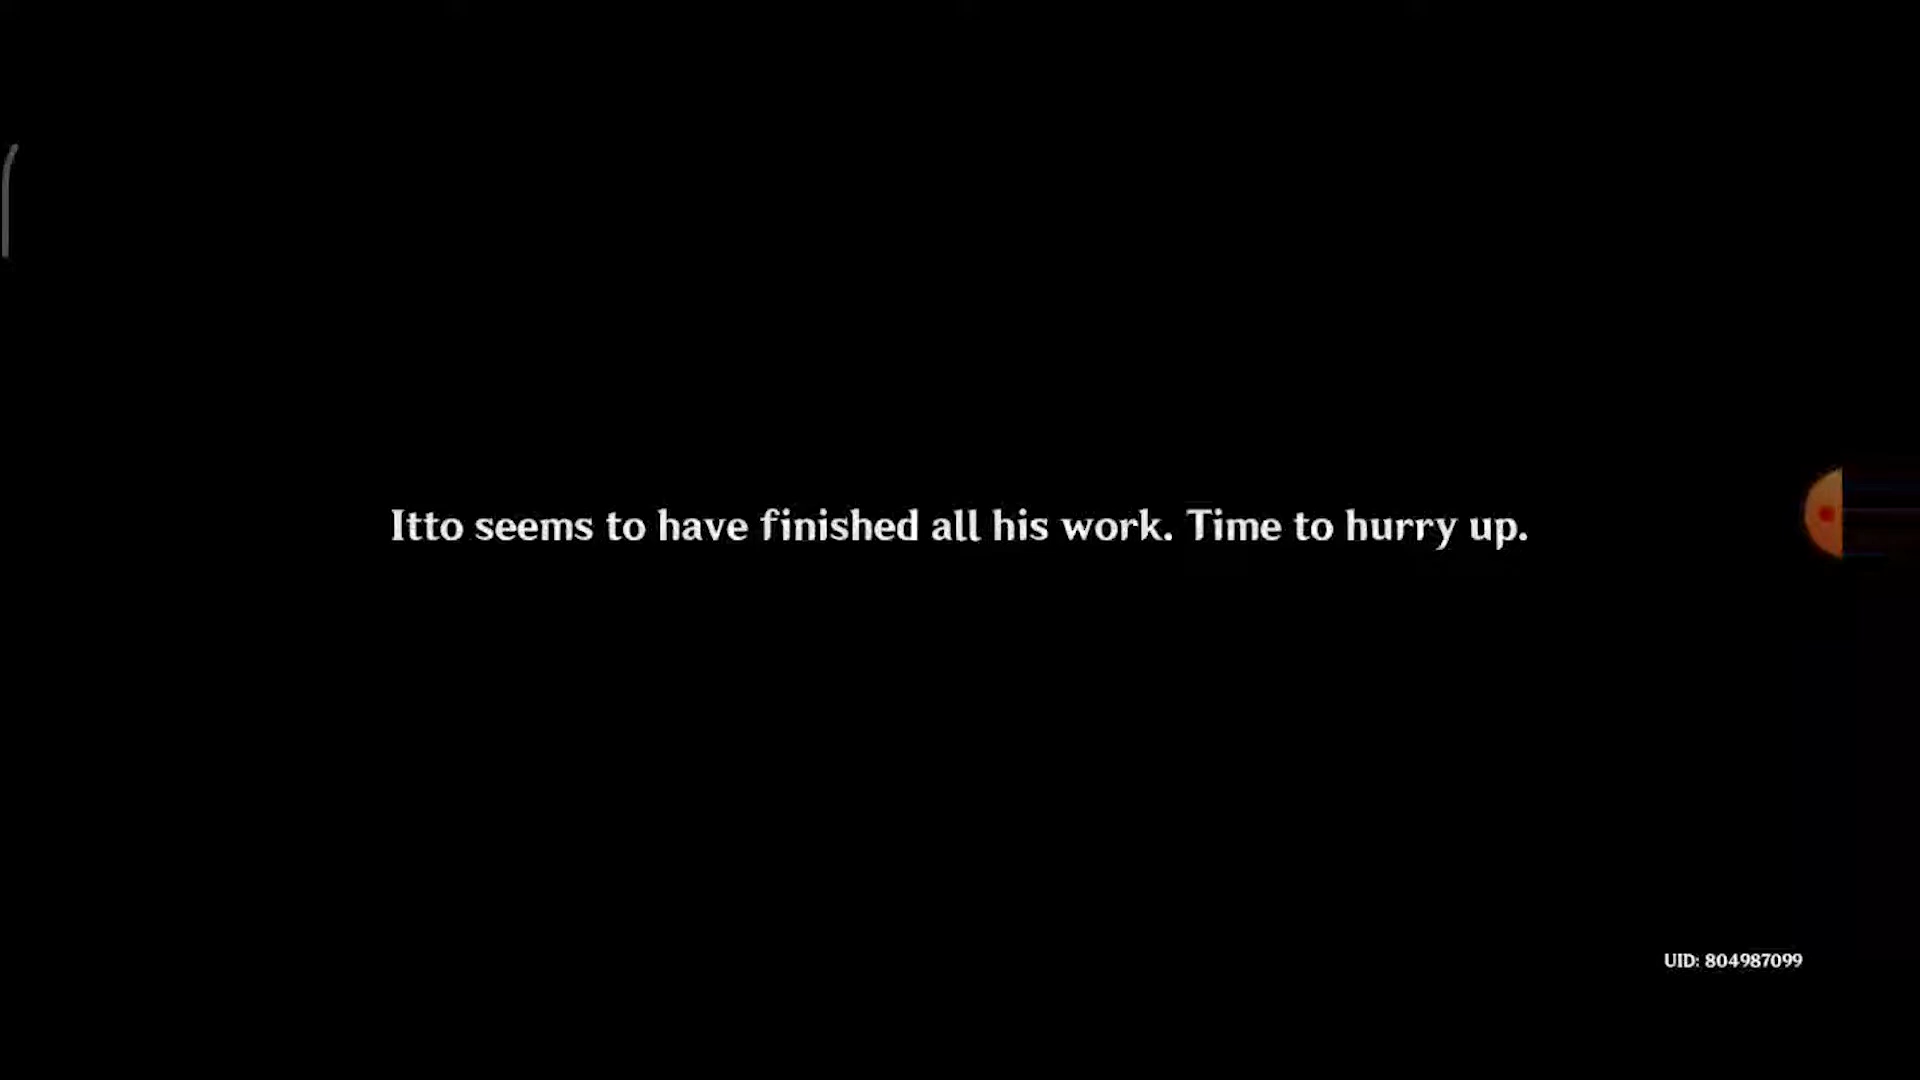 Itto seems to have finished all his work. Time to hurry up.
UID: 804987099